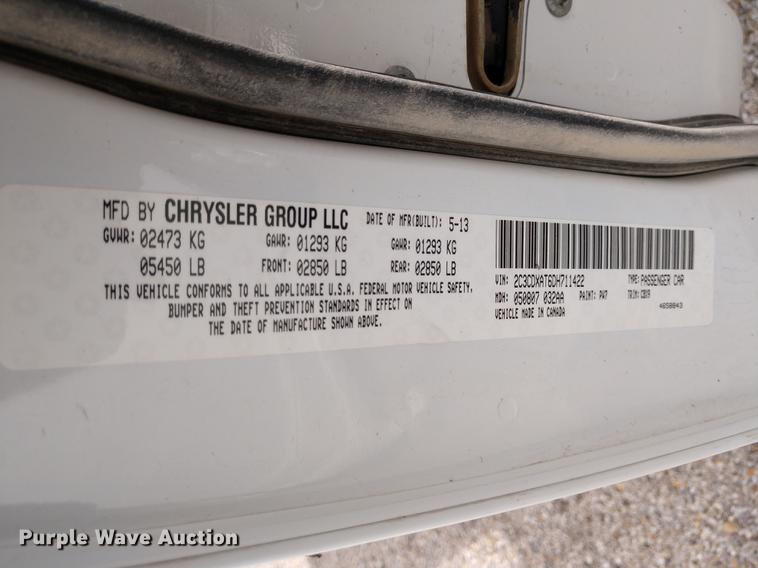 MFD BY CHRYSLER GROUP LLC DATE OF MFR(BUILT): 5-13
GVWR: 02473 KG GAWR: 01293 KG GAWR: 01293 KG
05450 LB FRONT: 02850 LB REAR: 02850 LB
THIS VEHICLE CONFORMS TO ALL APPLICABLE U.S.A. FEDERAL MOTOR VEHICLE SAFETY,
BUMPER AND THEFT PREVENTION STANDARDS IN EFFECT ON
THE DATE OF MANUFACTURE SHOWN ABOVE.
VIN: 2C3CDXAT6DH711422 TYPE: PASSENGER CAR
MDH: 050807 032AA PAINT: PW7 TRIM: C3X9
VEHICLE MADE IN CANADA 4658843
Purple Wave Auction